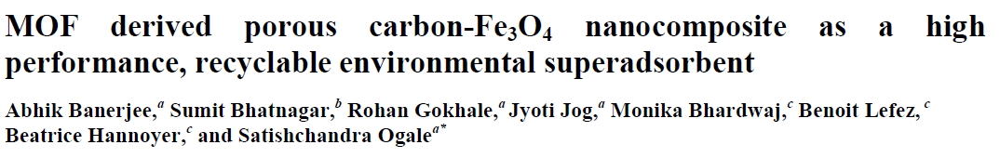 MOF derived porous carbon-Fe₃O₄ nanocomposite as a high
performance, recyclable environmental superadsorbent
Abhik Banerjee,ᵃ Sumit Bhatnagar,ᵇ Rohan Gokhale,ᵃ Jyoti Jog,ᵃ Monika Bhardwaj,ᶜ Benoit Lefez, ᶜ
Beatrice Hannoyer,ᶜ and Satishchandra Ogaleᵃ*